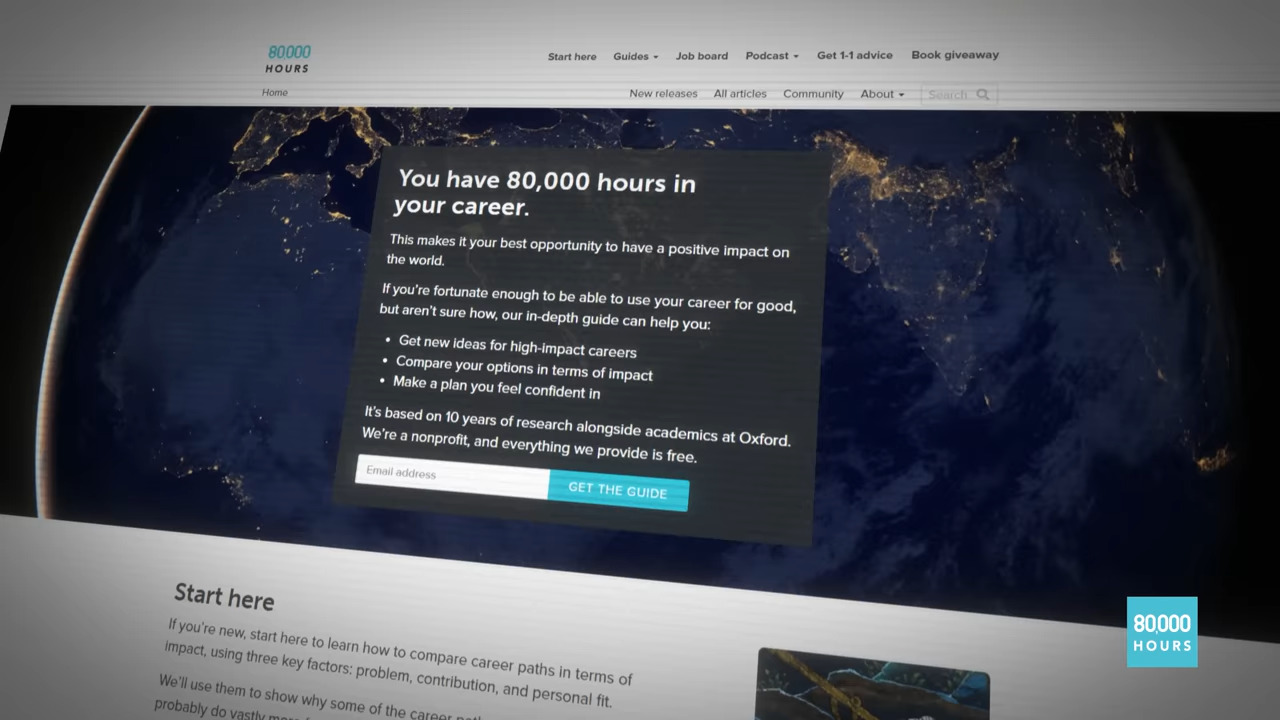 80,000
HOURS
Start here Guides Job board Podcast Get 1-1 advice Book giveaway
Home
New releases All articles Community About Search
You have 80,000 hours in
your career.
This makes it your best opportunity to have a positive impact on
the world.
If you're fortunate enough to be able to use your career for good,
but aren't sure how, our in-depth guide can help you:
• Get new ideas for high-impact careers
• Compare your options in terms of impact
• Make a plan you feel confident in
It's based on 10 years of research alongside academics at Oxford.
We're a nonprofit, and everything we provide is free.
Email address GET THE GUIDE
Start here
If you're new, start here to learn how to compare career paths in terms of
impact, using three key factors: problem, contribution, and personal fit.
We'll use them to show why some of the career
probably do vastly
80,000
HOURS